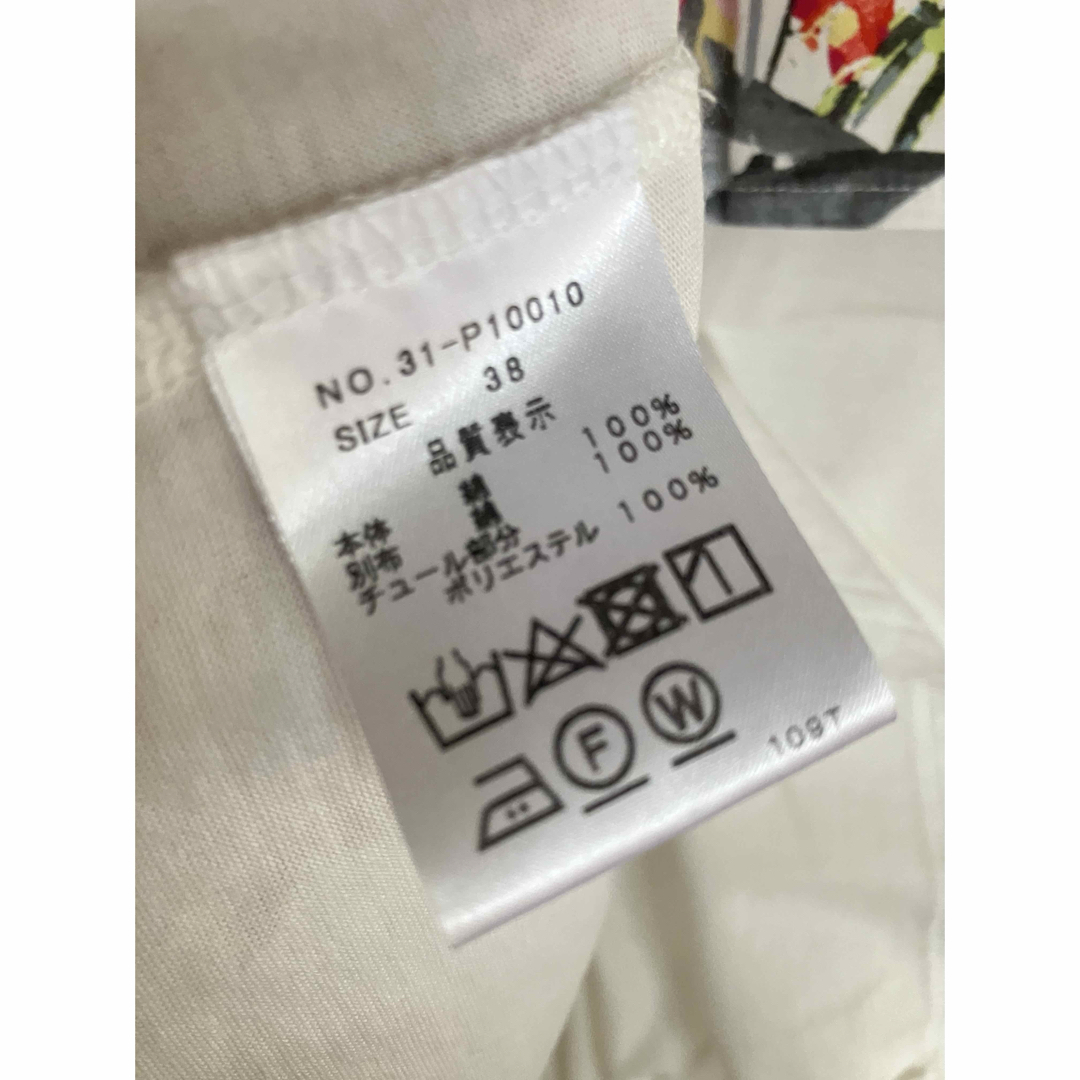 NO.31-P10010
SIZE 38
品質表示
本体 綿 100%
別布 綿 100%
チュール部分
ポリエステル 100%
F W
109T